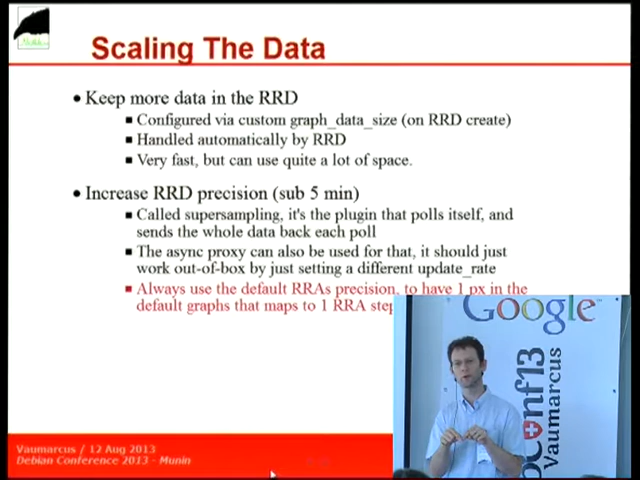 Scaling The Data
• Keep more data in the RRD
▪ Configured via custom graph_data_size (on RRD create)
▪ Handled automatically by RRD
▪ Very fast, but can use quite a lot of space.
• Increase RRD precision (sub 5 min)
▪ Called supersampling, it's the plugin that polls itself, and
sends the whole data back each poll
▪ The async proxy can also be used for that, it should just
work out-of-box by just setting a different update_rate
▪ Always use the default RRAs precision, to have 1 px in the
default graphs that maps to 1 RRA step
Google
onf13
Vaumarcus
Vaumarcus / 12 Aug 2013
Debian Conference 2013 - Munin